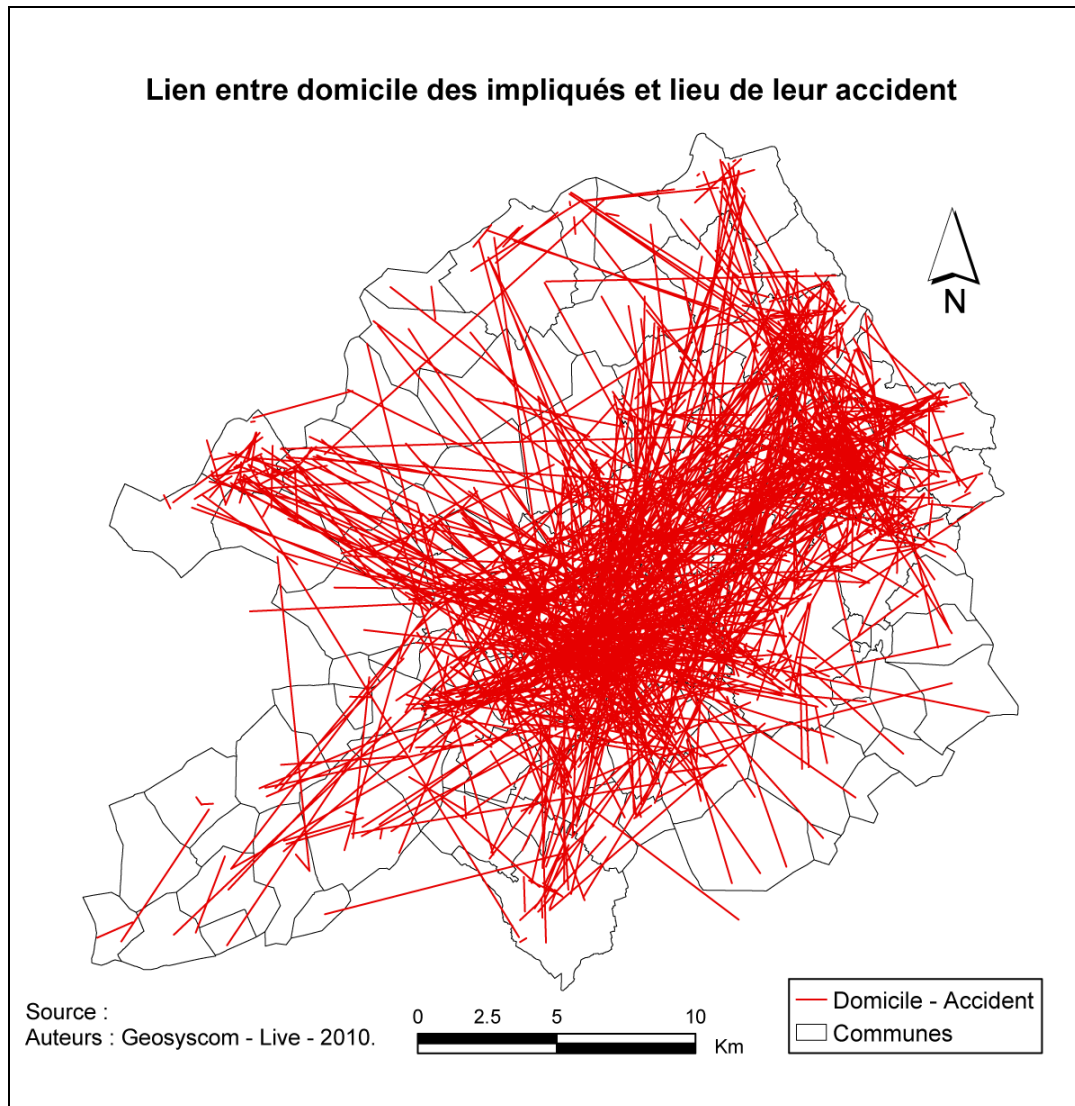 Lien entre domicile des impliqués et lieu de leur accident
N
Source :
Auteurs : Geosyscom - Live - 2010.
0 2.5 5 10
Km
Domicile - Accident
Communes